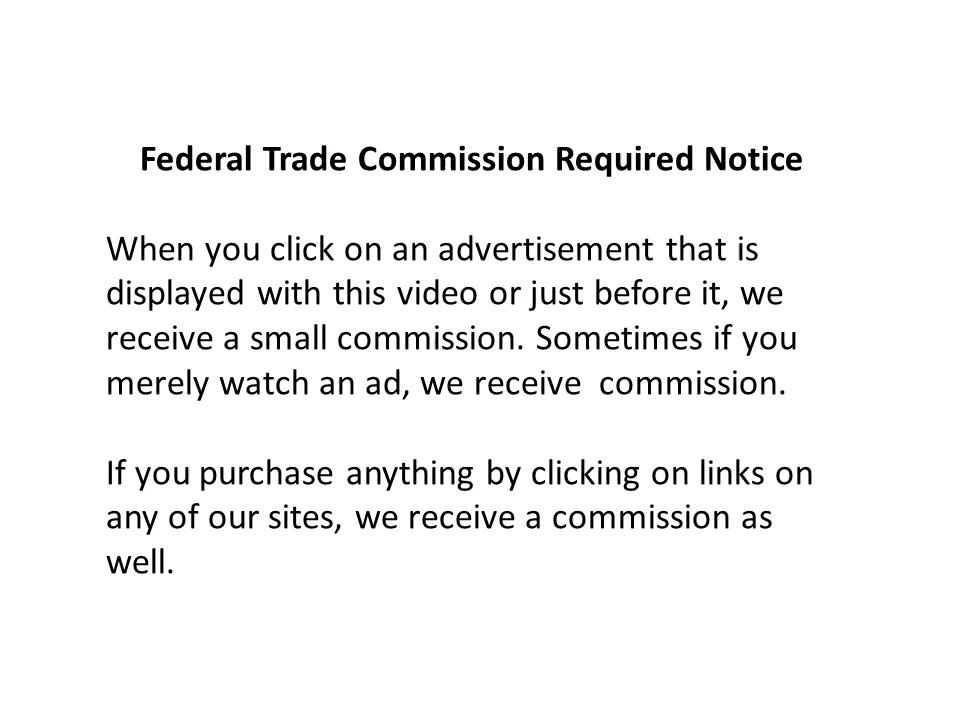 Federal Trade Commission Required Notice
When you click on an advertisement that is
displayed with this video or just before it, we
receive a small commission. Sometimes if you
merely watch an ad, we receive  commission.
If you purchase anything by clicking on links on
any of our sites, we receive a commission as
well.